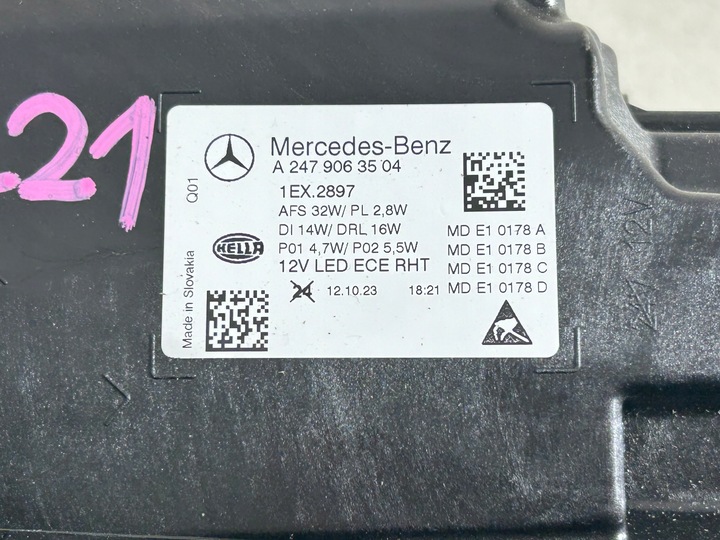 .21
Mercedes-Benz
A 247 906 35 04
Q01
1EX.2897
AFS 32W/ PL 2,8W
DI 14W/ DRL 16W
P01 4,7W/ P02 5,5W
12V LED ECE RHT
HELLA
MD E1 0178 A
MD E1 0178 B
MD E1 0178 C
MD E1 0178 D
Made in Slovakia
24 12.10.23 18:21
12V